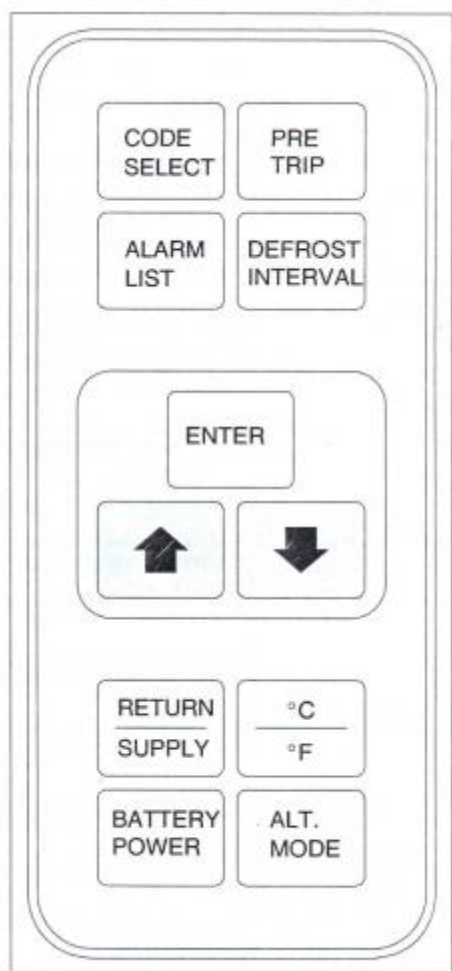 CODE
SELECT
PRE
TRIP
ALARM
LIST
DEFROST
INTERVAL
ENTER
RETURN
SUPPLY
°C
°F
BATTERY
POWER
ALT.
MODE